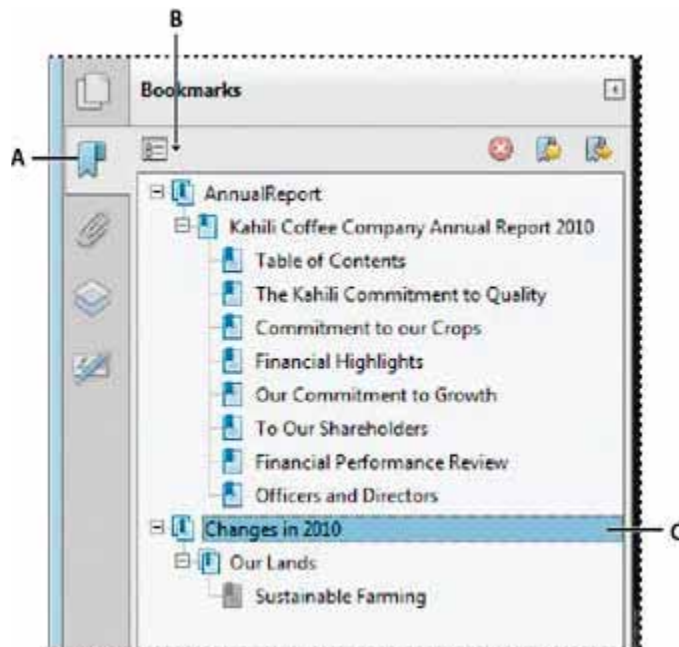 B
Bookmarks
A
AnnualReport
Kahili Coffee Company Annual Report 2010
Table of Contents
The Kahili Commitment to Quality
Commitment to our Crops
Financial Highlights
Our Commitment to Growth
To Our Shareholders
Financial Performance Review
Officers and Directors
Changes in 2010
C
Our Lands
Sustainable Farming